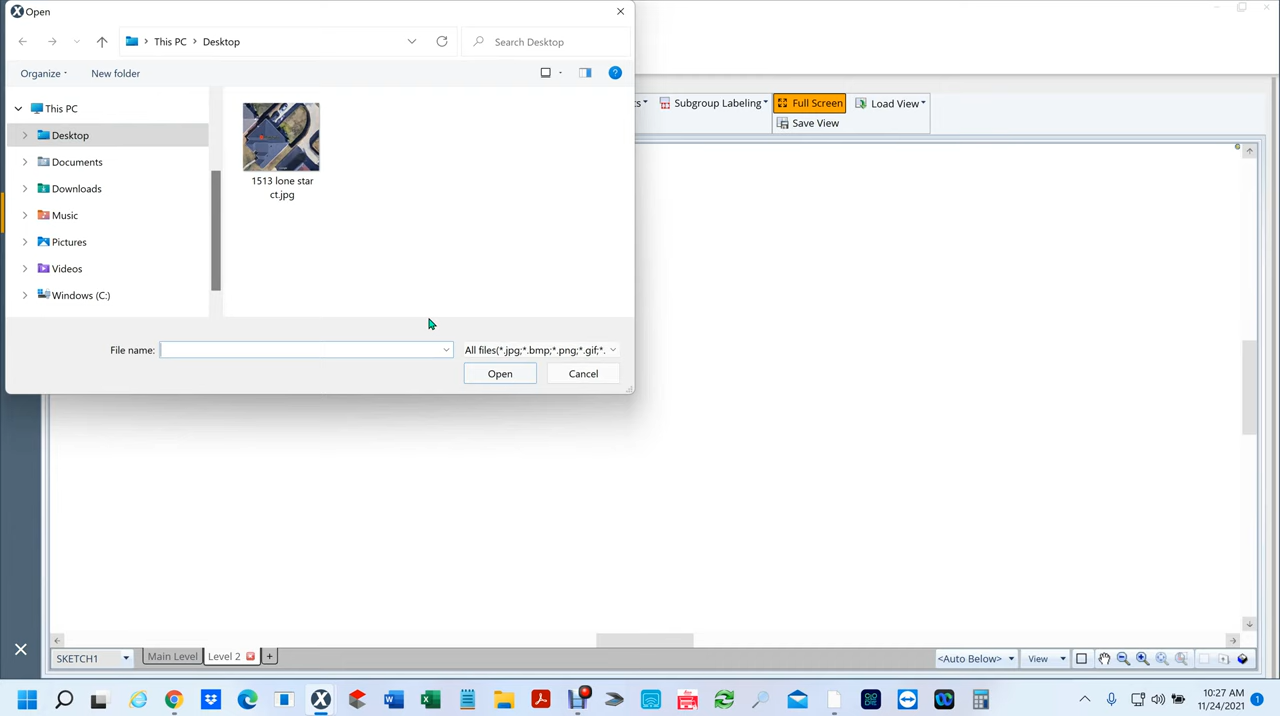 Open
This PC
Desktop
Search Desktop
Organize
New folder
This PC
Desktop
Documents
Downloads
Music
Pictures
Videos
Windows (C:)
1513 lone star
ct.jpg
File name:
All files(*.jpg;*.bmp;*.png;*.gif;*.
Open
Cancel
Subgroup Labeling
Full Screen
Load View
Save View
SKETCH1
Main Level
Level 2
<Auto Below>
View
10:27 AM
11/24/2021